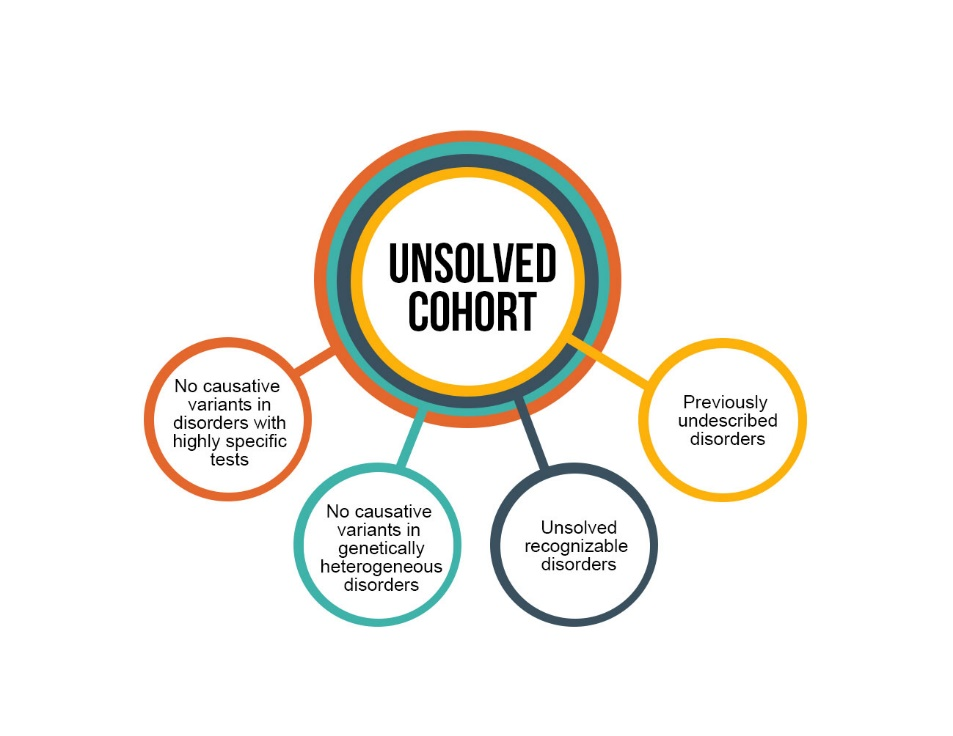 UNSOLVED
COHORT
No causative
variants in
disorders with
highly specific
tests
No causative
variants in
genetically
heterogeneous
disorders
Unsolved
recognizable
disorders
Previously
undescribed
disorders